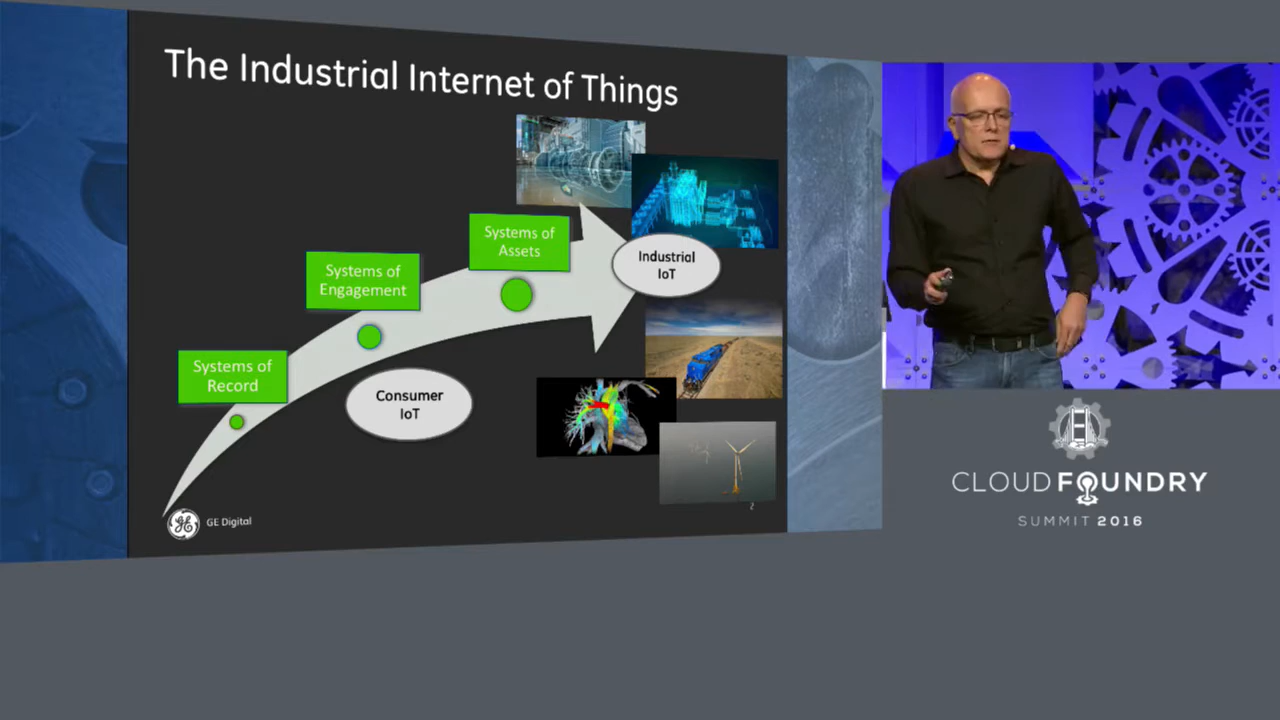 The Industrial Internet of Things
Systems of
Assets
Industrial
IoT
Systems of
Engagement
Systems of
Record
Consumer
IoT
2
GE Digital
CLOUD FOUNDRY
SUMMIT 2016